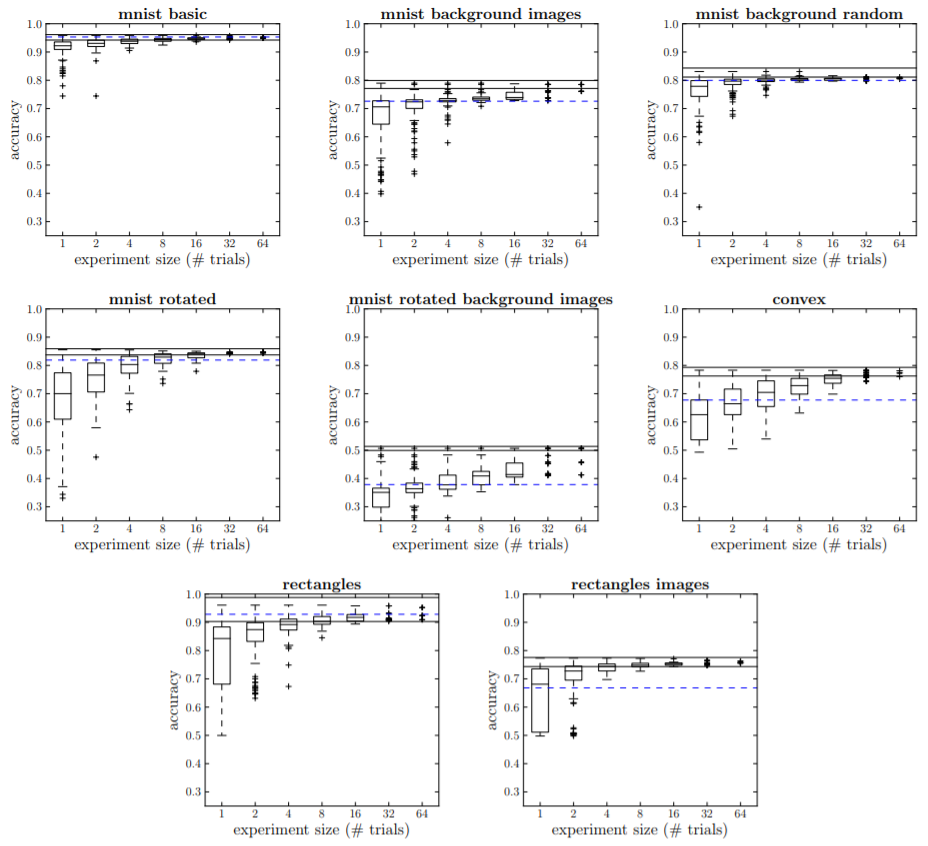 mnist basic
1.0
0.9
0.8
0.7
0.6
0.5
0.4
0.3
accuracy
1 2 4 8 16 32 64
experiment size (# trials)
mnist background images
1.0
0.9
0.8
0.7
0.6
0.5
0.4
0.3
accuracy
1 2 4 8 16 32 64
experiment size (# trials)
mnist background random
1.0
0.9
0.8
0.7
0.6
0.5
0.4
0.3
accuracy
1 2 4 8 16 32 64
experiment size (# trials)
mnist rotated
1.0
0.9
0.8
0.7
0.6
0.5
0.4
0.3
accuracy
1 2 4 8 16 32 64
experiment size (# trials)
mnist rotated background images
1.0
0.9
0.8
0.7
0.6
0.5
0.4
0.3
accuracy
1 2 4 8 16 32 64
experiment size (# trials)
convex
1.0
0.9
0.8
0.7
0.6
0.5
0.4
0.3
accuracy
1 2 4 8 16 32 64
experiment size (# trials)
rectangles
1.0
0.9
0.8
0.7
0.6
0.5
0.4
0.3
accuracy
1 2 4 8 16 32 64
experiment size (# trials)
rectangles images
1.0
0.9
0.8
0.7
0.6
0.5
0.4
0.3
accuracy
1 2 4 8 16 32 64
experiment size (# trials)